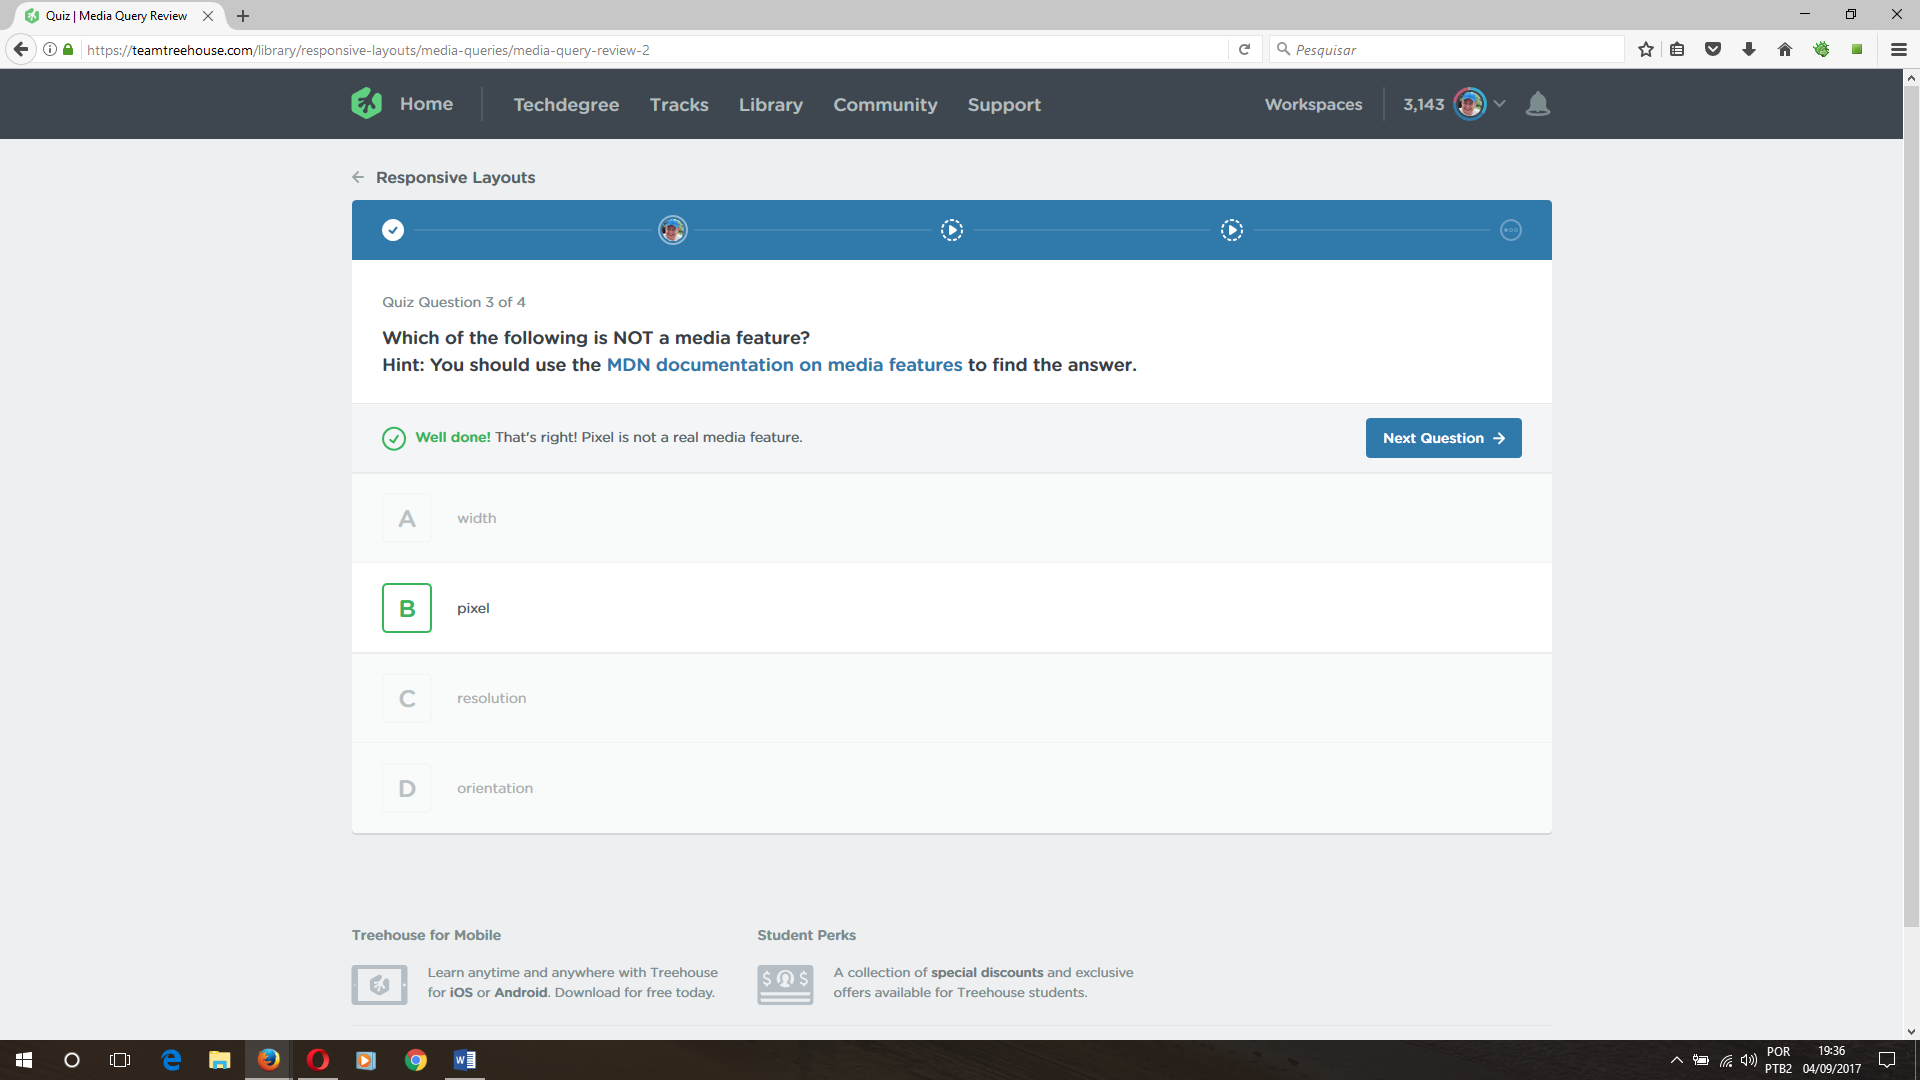 Quiz | Media Query Review
https://teamtreehouse.com/library/responsive-layouts/media-queries/media-query-review-2
Pesquisar
Home
Techdegree
Tracks
Library
Community
Support
Workspaces
3,143
Responsive Layouts
Quiz Question 3 of 4
Which of the following is NOT a media feature?
Hint: You should use the MDN documentation on media features to find the answer.
Well done! That's right! Pixel is not a real media feature.
Next Question
A width
B pixel
C resolution
D orientation
Treehouse for Mobile
Learn anytime and anywhere with Treehouse
for iOS or Android. Download for free today.
Student Perks
A collection of special discounts and exclusive
offers available for Treehouse students.
POR
PTB2
19:36
04/09/2017